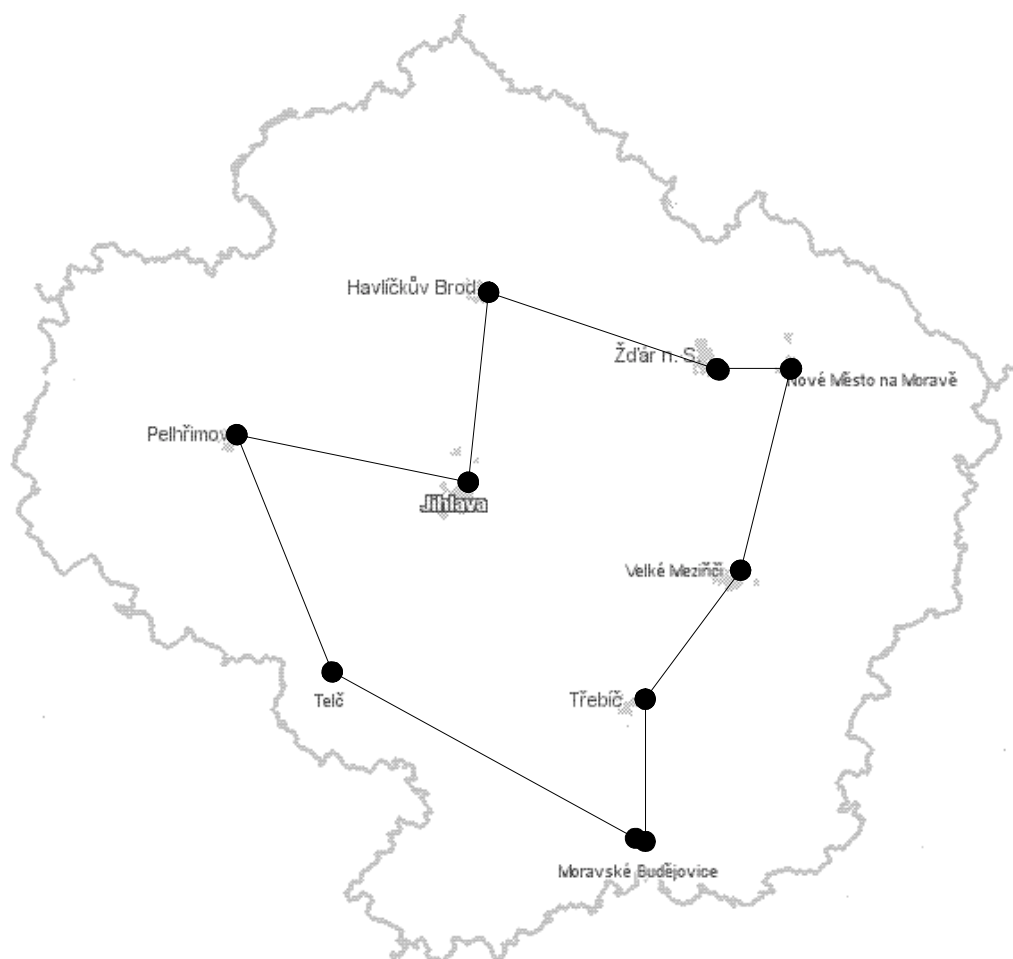 Havlíčkův Brod
Žďár n. S.
Nové Město na Moravě
Pelhřimov
Jihlava
Velké Meziříčí
Telč
Třebíč
Moravské Budějovice